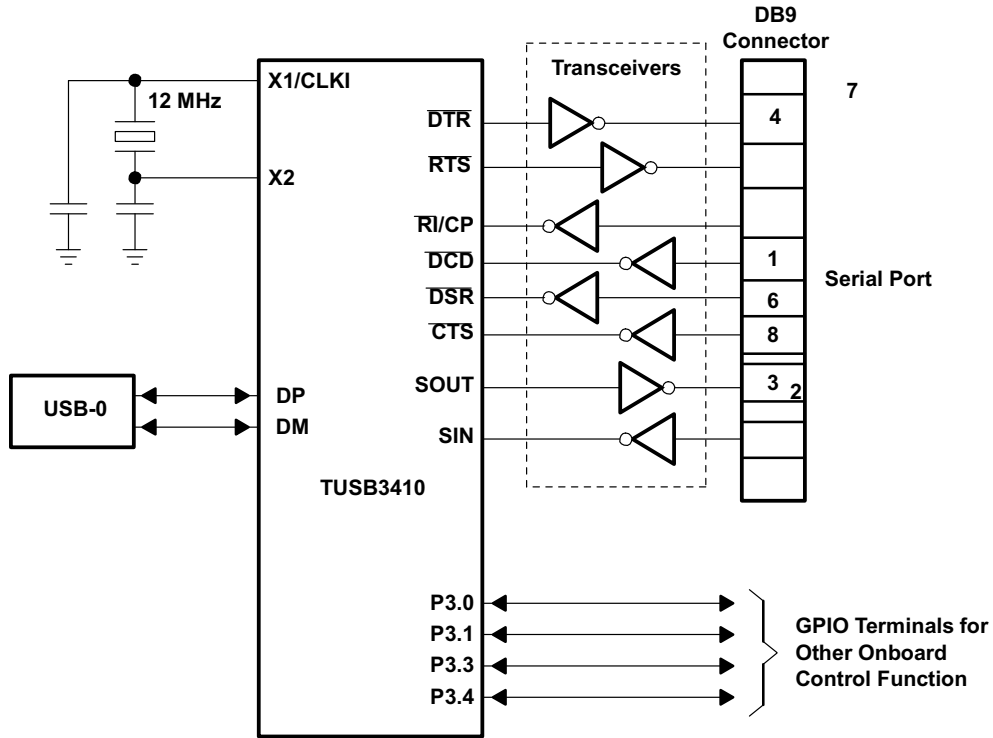 DB9
Connector
X1/CLKI
Transceivers
12 MHz
7
DTR
4
RTS
X2
RI/CP
DCD
1
Serial Port
DSR
6
CTS
8
SOUT
3
2
USB-0
DP
DM
SIN
TUSB3410
P3.0
P3.1
P3.3
P3.4
GPIO Terminals for
Other Onboard
Control Function